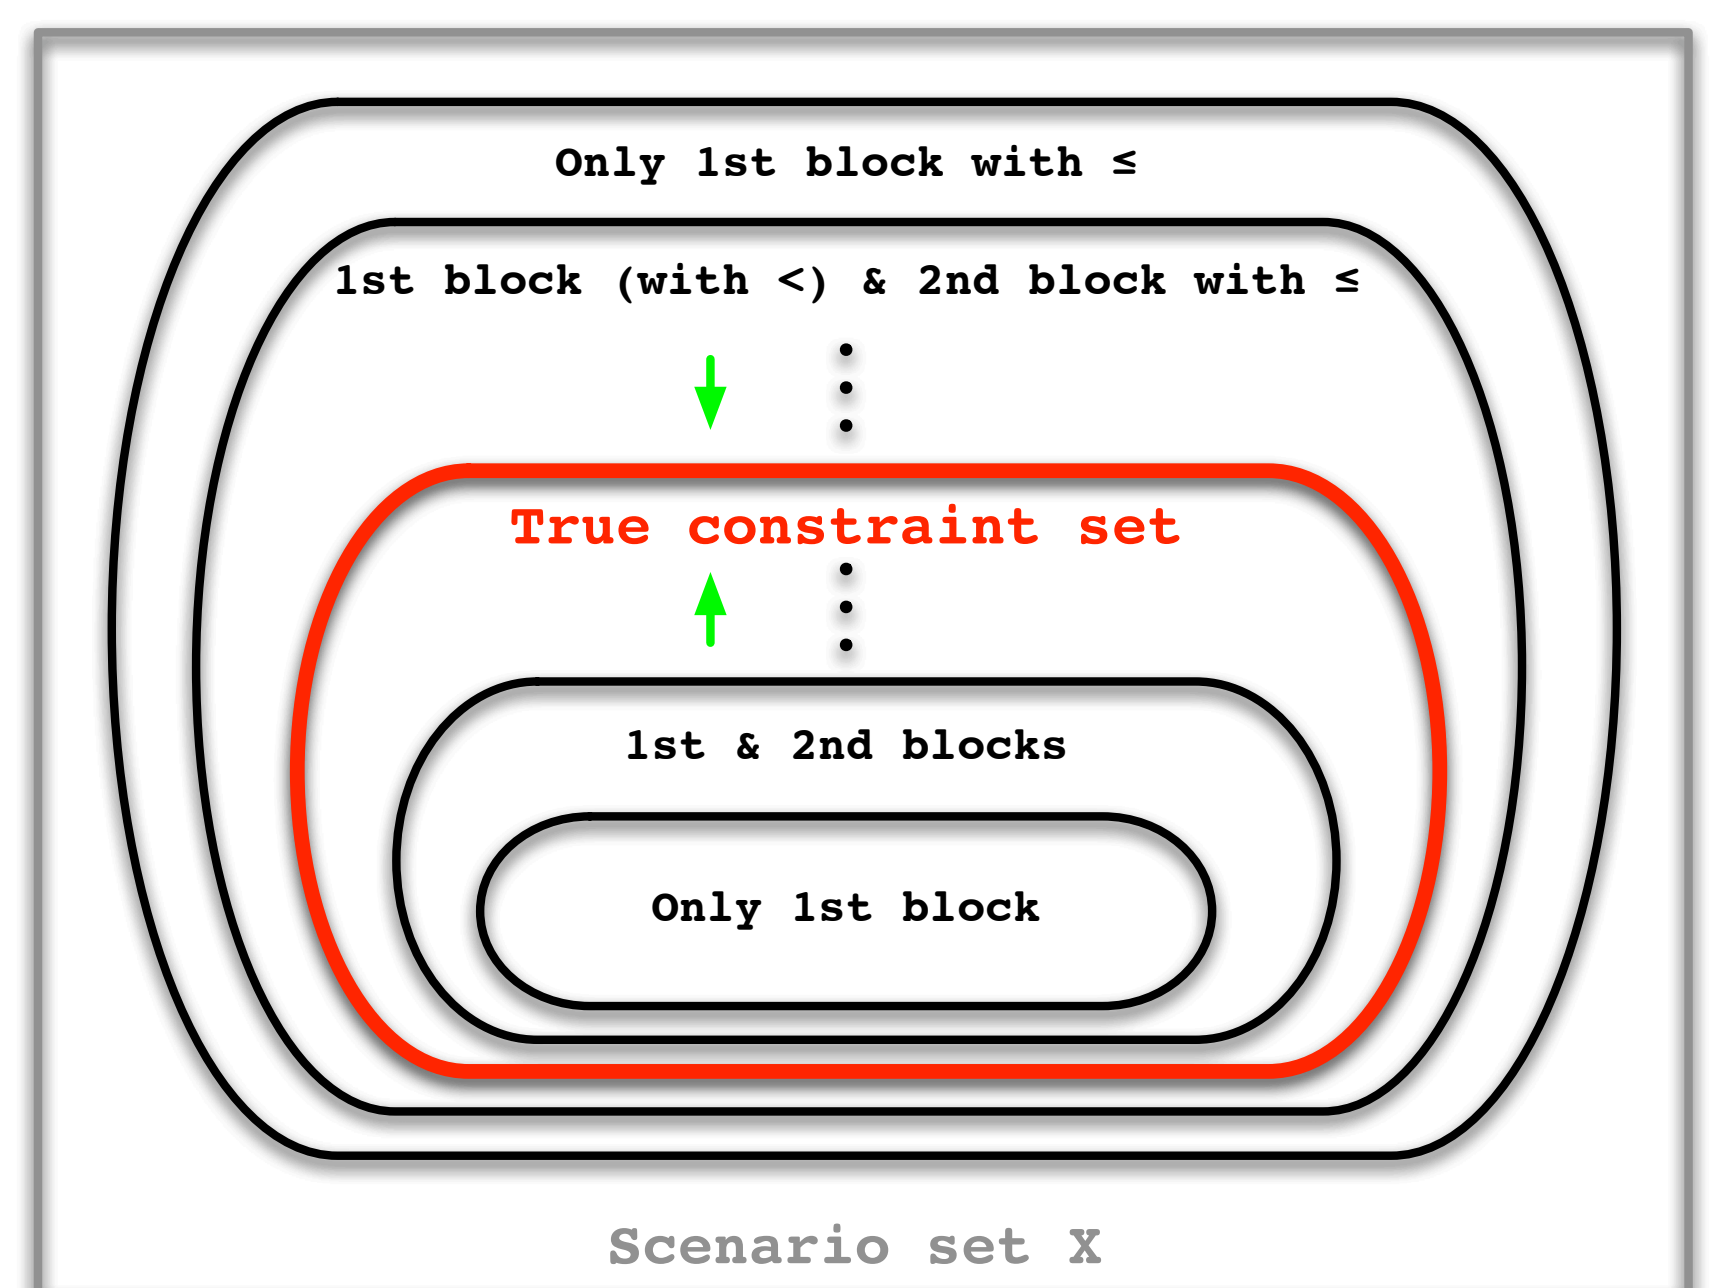 Only 1st block with ≤
1st block (with <) & 2nd block with ≤
True constraint set
1st & 2nd blocks
Only 1st block
Scenario set X